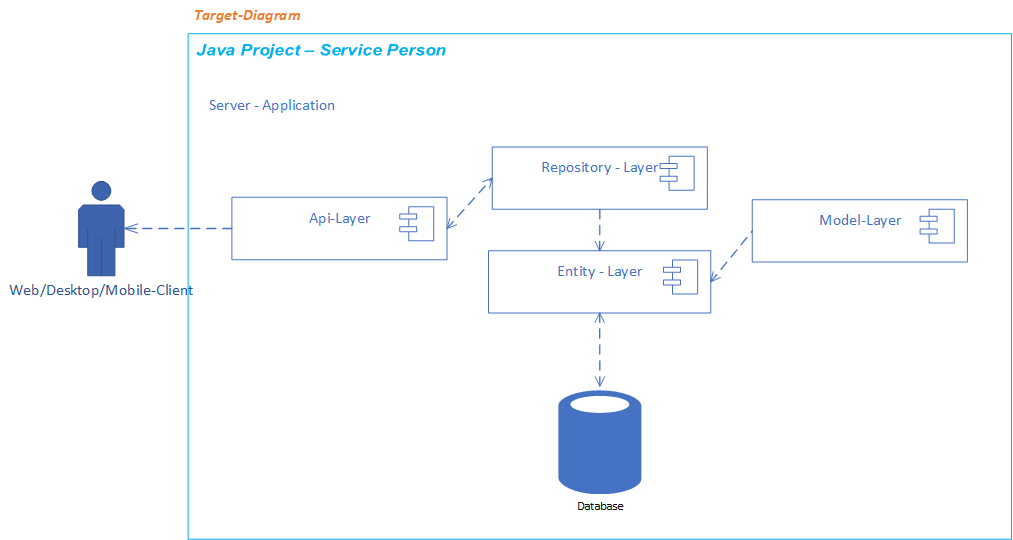 Target-Diagram
Java Project – Service Person
Server - Application
Repository - Layer
Api-Layer
Model-Layer
Entity - Layer
Web/Desktop/Mobile-Client
Database